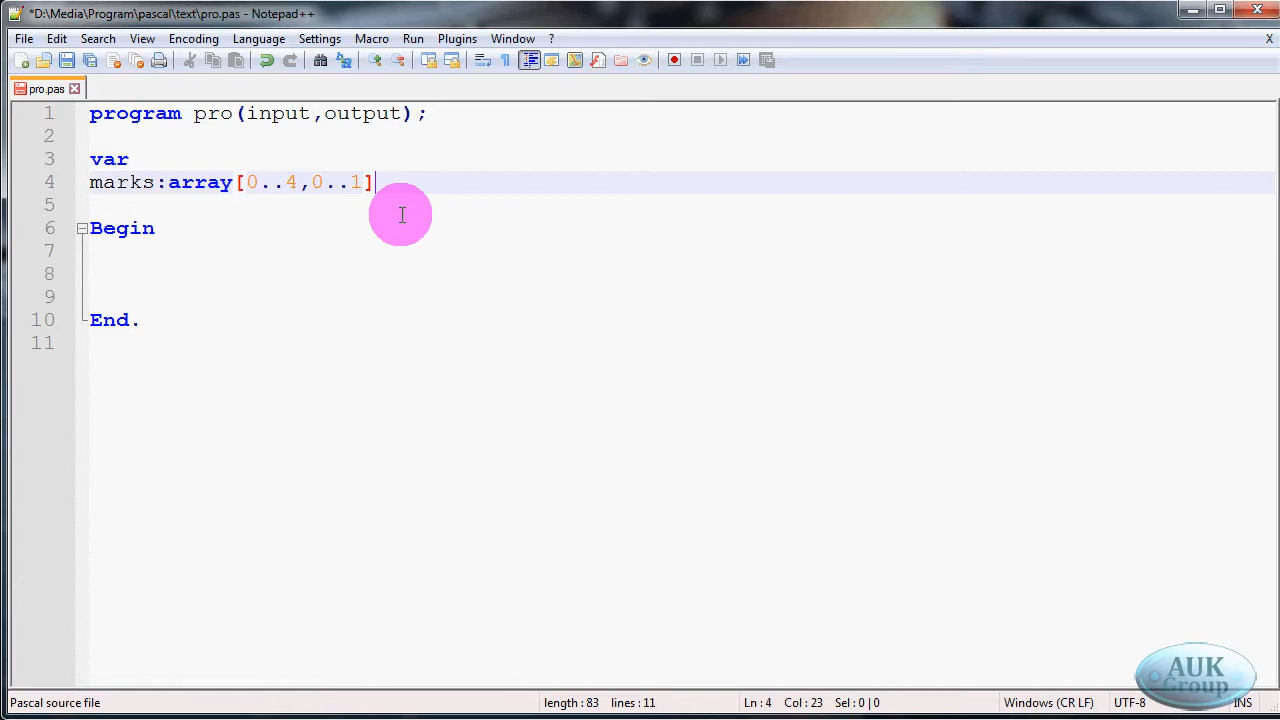 *D:\Media\Program\pascal\text\pro.pas - Notepad++
File Edit Search View Encoding Language Settings Macro Run Plugins Window ? X
pro.pas
1 program pro(input,output);
2
3 var
4 marks:array[0..4,0..1]
5
6 Begin
7
8
9
10 End.
11
AUK
Group
Pascal source file length : 83 lines : 11 Ln : 4 Col : 23 Sel : 0 | 0 Windows (CR LF) UTF-8 INS